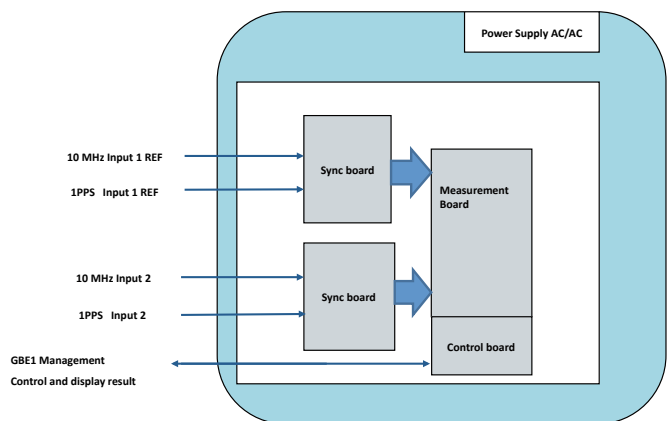 Power Supply AC/AC
10 MHz Input 1 REF
1PPS Input 1 REF
Sync board
Measurement
Board
10 MHz Input 2
1PPS Input 2
Sync board
Control board
GBE1 Management
Control and display result